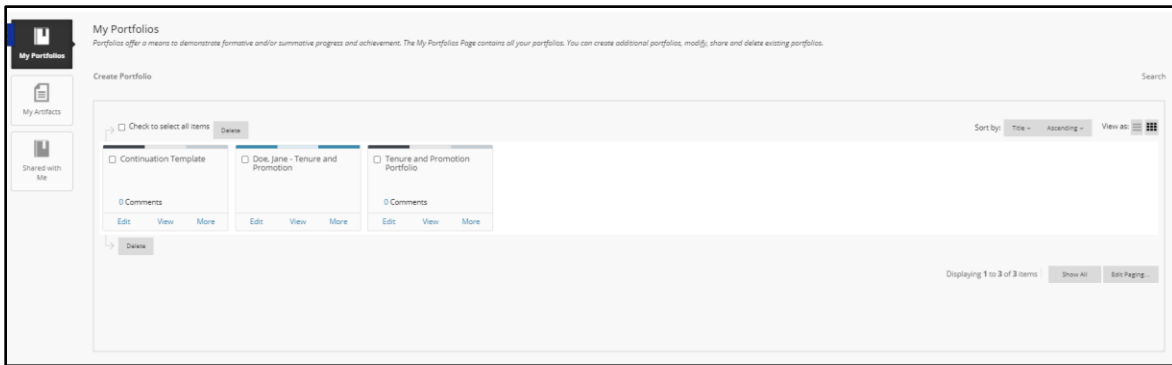 My Portfolios
My Portfolios
Portfolios offer a means to demonstrate formative and/or summative progress and achievement. The My Portfolios Page contains all your portfolios. You can create additional portfolios, modify, share and delete existing portfolios.
Create Portfolio
Search
My Artifacts
Shared with
Me
Check to select all items Delete
Sort by: Title Ascending View as:
Continuation Template
0 Comments
Edit View More
Doe, Jane - Tenure and
Promotion
Edit View More
Tenure and Promotion
Portfolio
0 Comments
Edit View More
Delete
Displaying 1 to 3 of 3 items Show All Edit Paging...